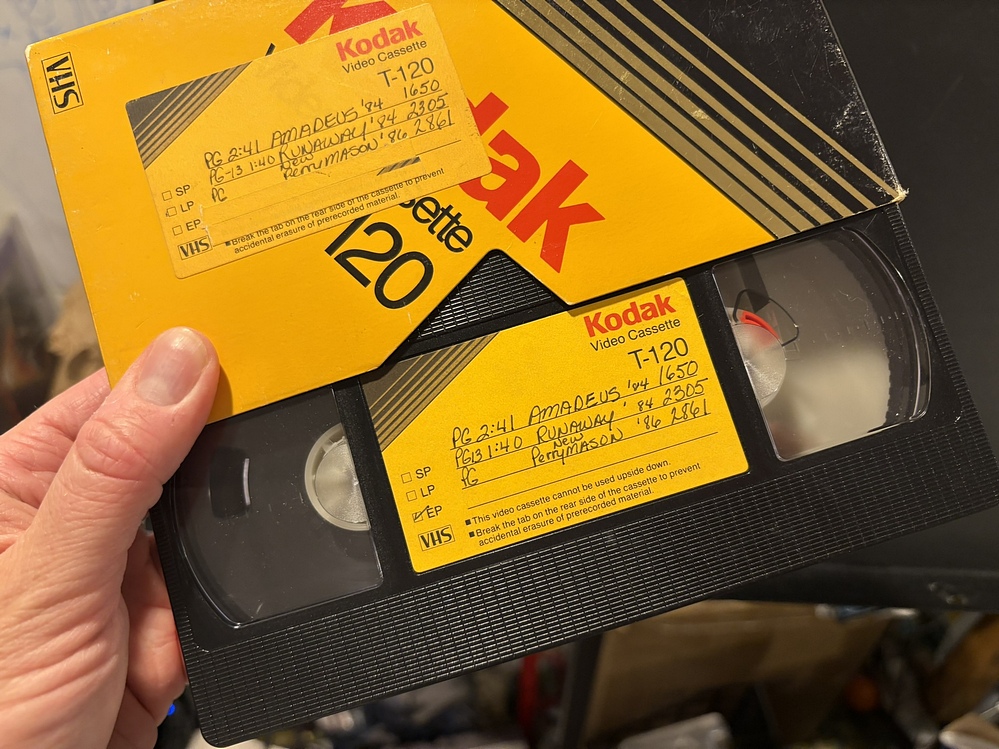 VHS
Kodak
Video Cassette
T-120
PG 2:41 AMADEUS '84 1650
PG-13 1:40 RUNAWAY '84 2305
New
PG PerryMASON '86 2861
SP
LP
EP
VHS
■Break the tab on the rear side of the cassette to prevent
accidental erasure of prerecorded material.
K
dak
sette
120
Kodak
Video Cassette
T-120
PG 2:41 AMADEUS '84 1650
PG13 1:40 RUNAWAY '84 2305
New
PG PerryMASON '86 2861
SP
LP
EP
VHS
■This video cassette cannot be used upside down.
■Break the tab on the rear side of the cassette to prevent
accidental erasure of prerecorded material.